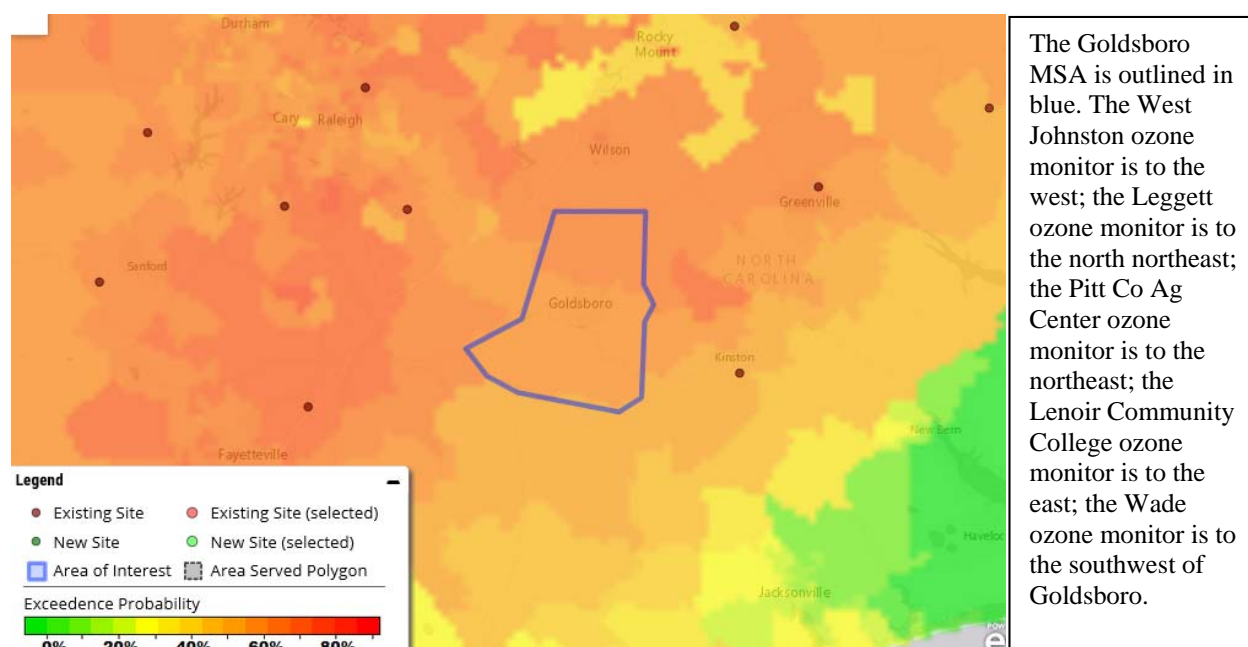 Durham
Rocky
Mount
Cary Raleigh
Wilson
Greenville
NORTH
CAROLINA
Sanford
Goldsboro
Kinston
Fayetteville
New Bern
Jacksonville
Legend
Existing Site
Existing Site (selected)
New Site
New Site (selected)
Area of Interest
Area Served Polygon
Exceedence Probability
0% 20% 40% 60% 80%
The Goldsboro
MSA is outlined in
blue. The West
Johnston ozone
monitor is to the
west; the Leggett
ozone monitor is to
the north northeast;
the Pitt Co Ag
Center ozone
monitor is to the
northeast; the
Lenoir Community
College ozone
monitor is to the
east; the Wade
ozone monitor is to
the southwest of
Goldsboro.